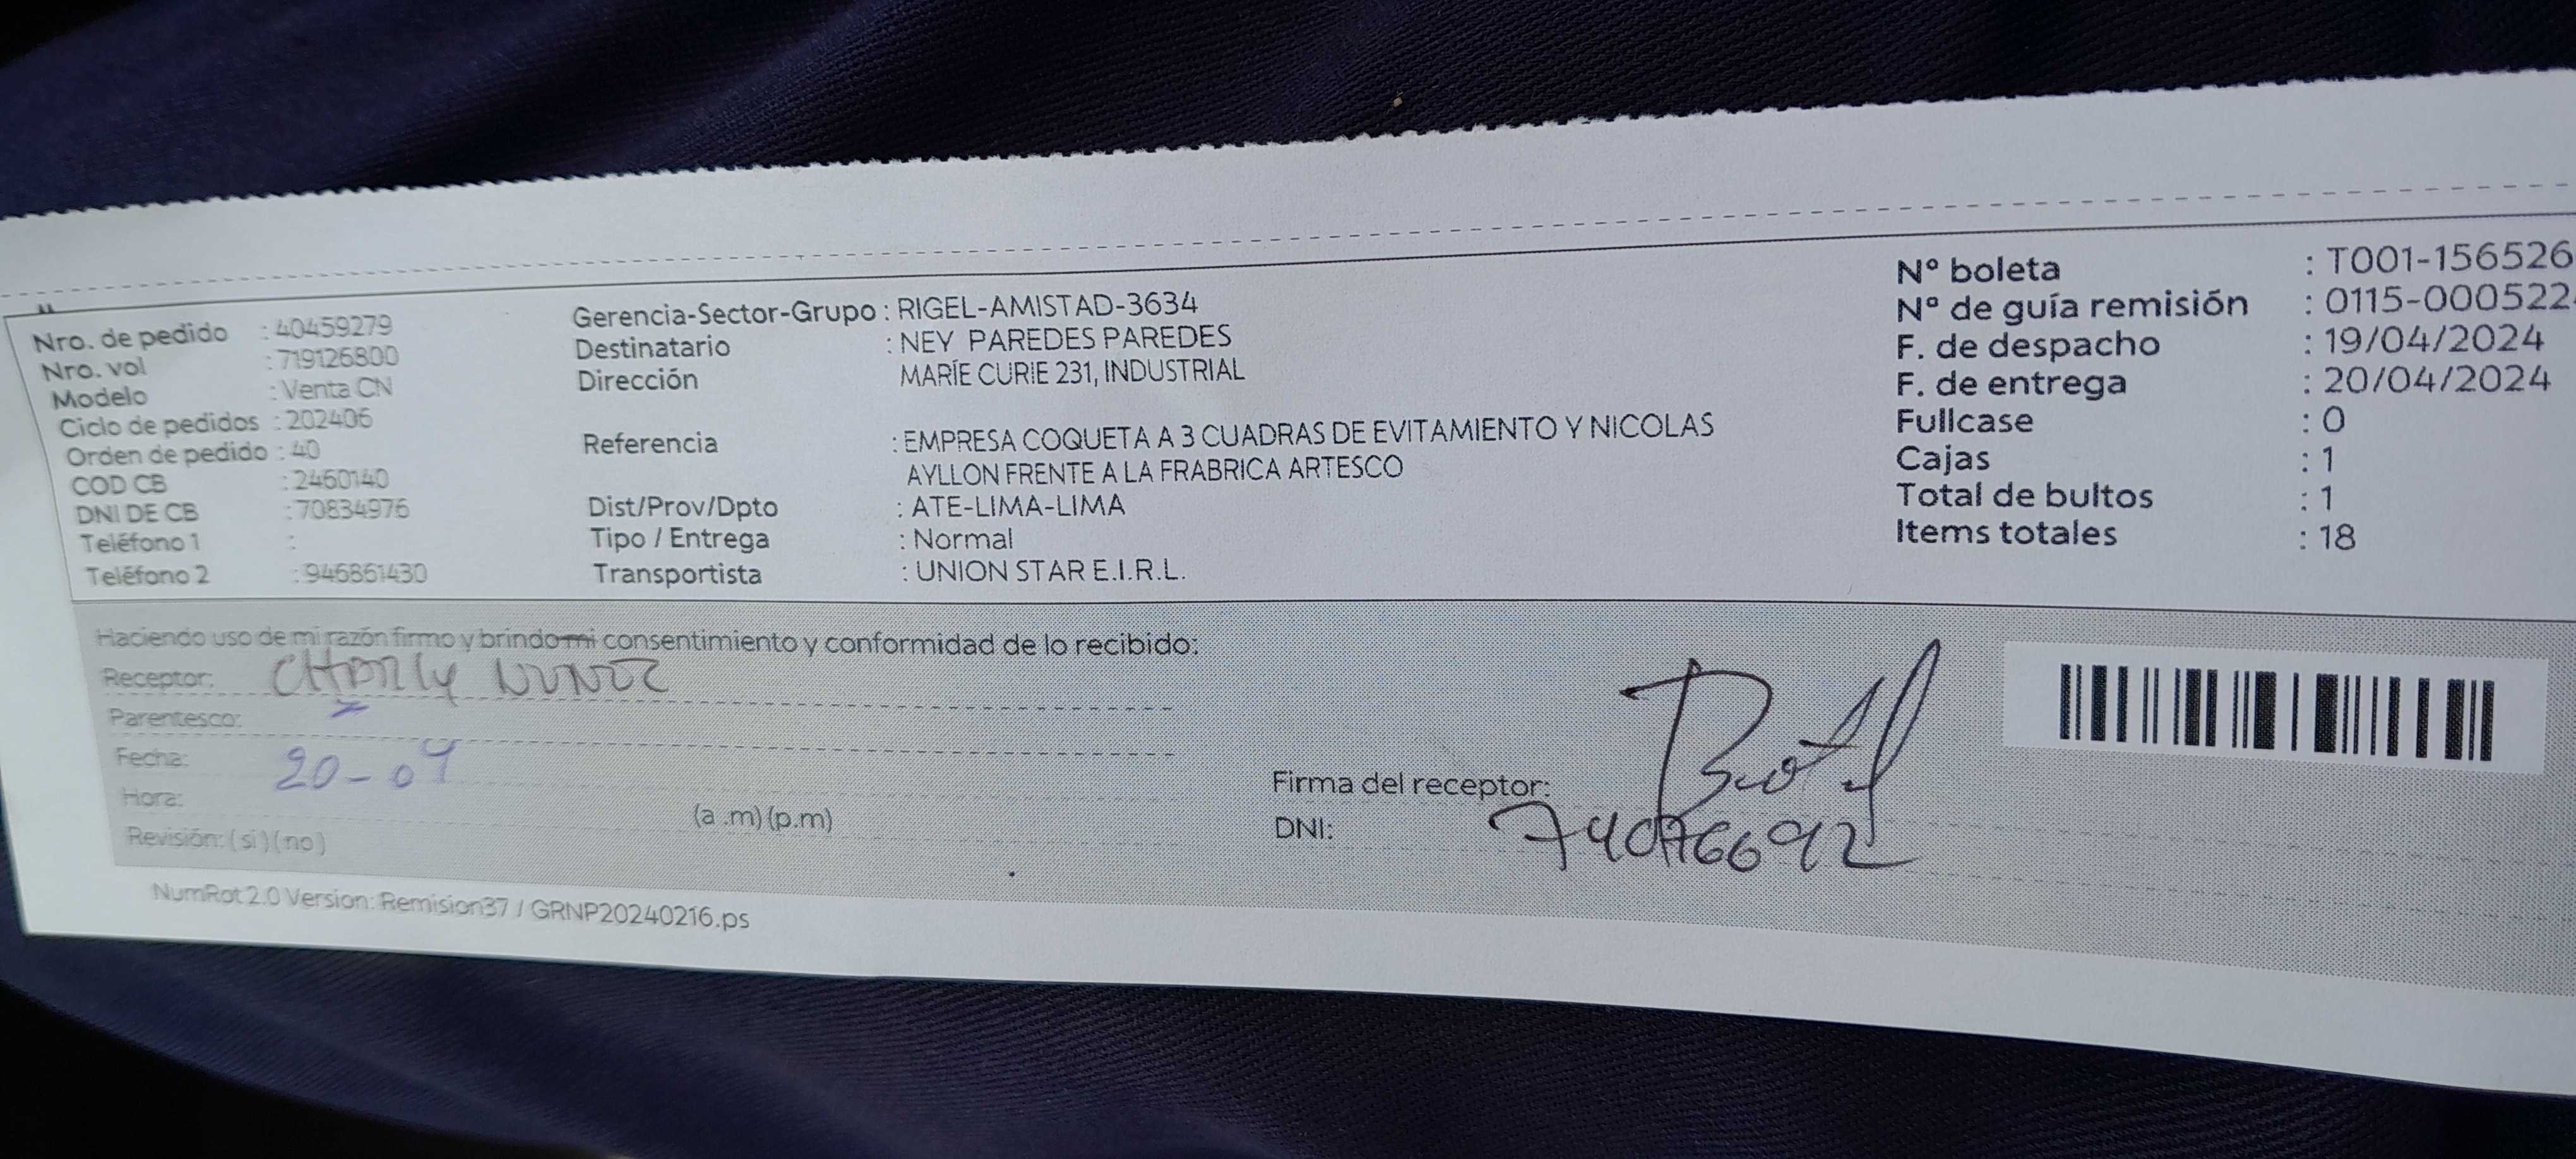 Nro. de pedido : 40459279
Nro. vol : 719126800
Modelo : Venta CN
Ciclo de pedidos : 202406
Orden de pedido : 40
COD CB : 2460140
DNI DE CB : 70834976
Teléfono 1 :
Teléfono 2 : 946861430
Gerencia-Sector-Grupo : RIGEL-AMISTAD-3634
Destinatario : NEY PAREDES PAREDES
Dirección MARÍE CURIE 231, INDUSTRIAL
Referencia : EMPRESA COQUETA A 3 CUADRAS DE EVITAMIENTO Y NICOLAS
AYLLON FRENTE A LA FRABRICA ARTESCO
Dist/Prov/Dpto : ATE-LIMA-LIMA
Tipo / Entrega : Normal
Transportista : UNION STAR E.I.R.L.
Nº boleta : T001-156526
Nº de guía remisión : 0115-000522
F. de despacho : 19/04/2024
F. de entrega : 20/04/2024
Fullcase : 0
Cajas : 1
Total de bultos : 1
Items totales : 18
Haciendo uso de mi razón firmo y brindo mi consentimiento y conformidad de lo recibido:
Receptor: CHARLY
Parentesco:
Fecha: 20-04
Hora: (a .m) (p.m)
Revisión: (si) (no)
Firma del receptor:
DNI: 74076692
NumRot 2.0 Version: Remision37 / GRNP20240216.ps